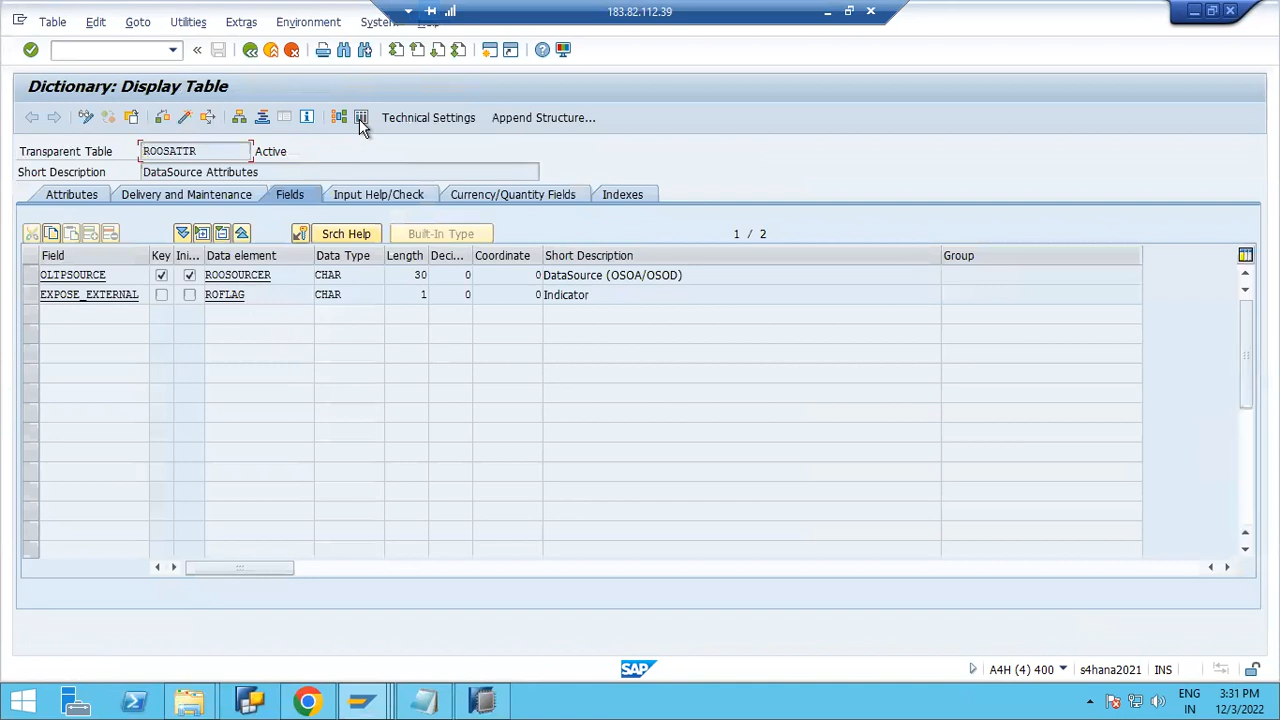 183.82.112.39
Table Edit Goto Utilities Extras Environment System Help
Dictionary: Display Table
Technical Settings Append Structure...
Transparent Table ROOSATTR Active
Short Description DataSource Attributes
Attributes Delivery and Maintenance Fields Input Help/Check Currency/Quantity Fields Indexes
Srch Help Built-In Type 1 / 2
Field Key Ini... Data element Data Type Length Deci... Coordinate Short Description Group
OLTPSOURCE ROOSOURCER CHAR 30 0 0 DataSource (OSOA/OSOD)
EXPOSE_EXTERNAL ROFLAG CHAR 1 0 0 Indicator
SAP A4H (4) 400 s4hana2021 INS
ENG 3:31 PM
IN 12/3/2022